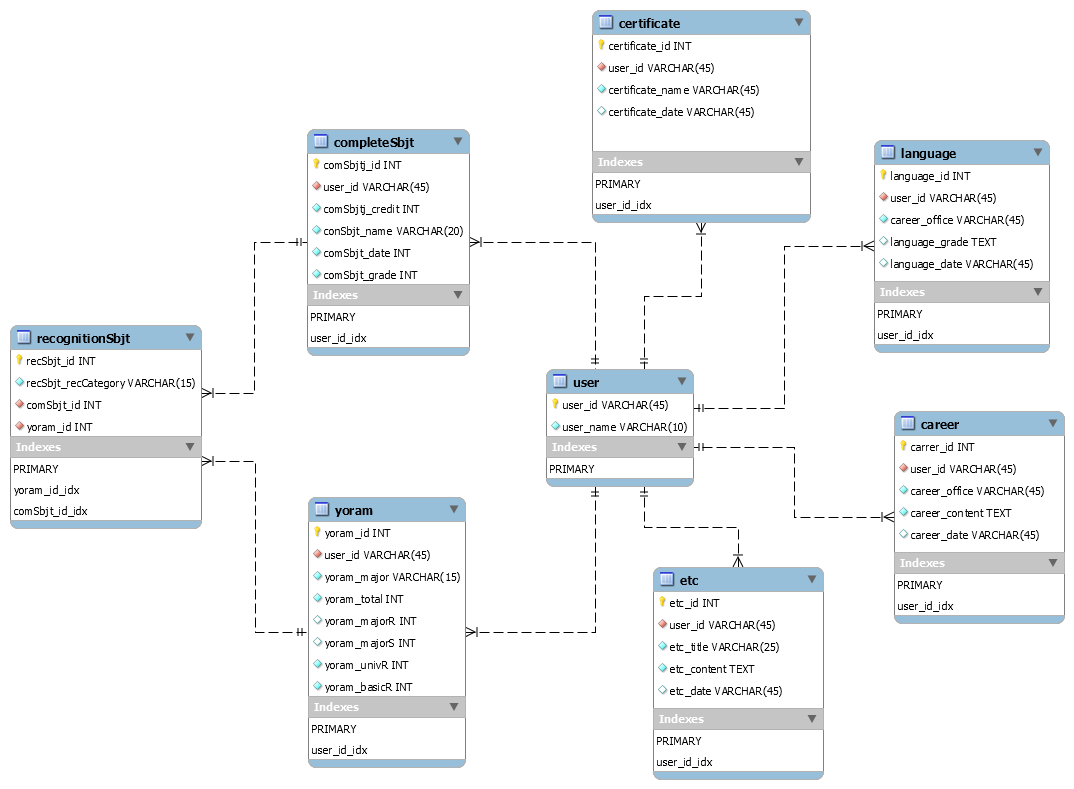 certificate
certificate_id INT
user_id VARCHAR(45)
certificate_name VARCHAR(45)
certificate_date VARCHAR(45)
Indexes
PRIMARY
user_id_idx
completeSbjt
comSbjtj_id INT
user_id VARCHAR(45)
comSbjtj_credit INT
conSbjt_name VARCHAR(20)
comSbjt_date INT
comSbjt_grade INT
Indexes
PRIMARY
user_id_idx
language
language_id INT
user_id VARCHAR(45)
career_office VARCHAR(45)
language_grade TEXT
language_date VARCHAR(45)
Indexes
PRIMARY
user_id_idx
recognitionSbjt
recSbjt_id INT
recSbjt_recCategory VARCHAR(15)
comSbjt_id INT
yoram_id INT
Indexes
PRIMARY
yoram_id_idx
comSbjt_id_idx
user
user_id VARCHAR(45)
user_name VARCHAR(10)
Indexes
PRIMARY
career
carrer_id INT
user_id VARCHAR(45)
career_office VARCHAR(45)
career_content TEXT
career_date VARCHAR(45)
Indexes
PRIMARY
user_id_idx
yoram
yoram_id INT
user_id VARCHAR(45)
yoram_major VARCHAR(15)
yoram_total INT
yoram_majorR INT
yoram_majorS INT
yoram_univR INT
yoram_basicR INT
Indexes
PRIMARY
user_id_idx
etc
etc_id INT
user_id VARCHAR(45)
etc_title VARCHAR(25)
etc_content TEXT
etc_date VARCHAR(45)
Indexes
PRIMARY
user_id_idx